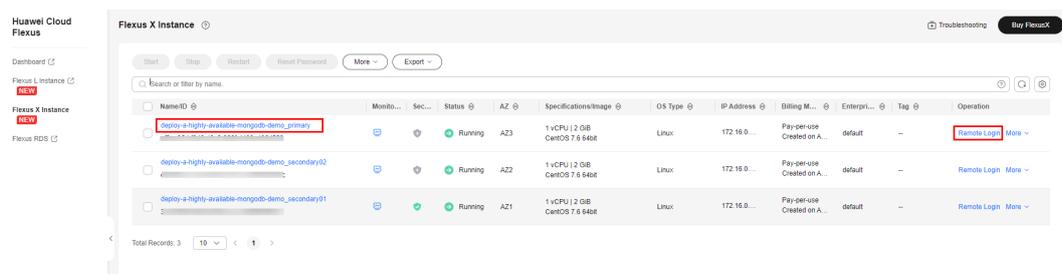 Huawei Cloud
Flexus
Dashboard
Flexus L Instance
NEW
Flexus X Instance
NEW
Flexus RDS
Flexus X Instance
Troubleshooting
Buy FlexusX
Start
Stop
Restart
Reset Password
More
Export
Search or filter by name.
Name/ID Monito... Sec... Status AZ Specifications/Image OS Type IP Address Billing M... Enterpri... Tag Operation
deploy-a-highly-available-mongodb-demo_primary
Running AZ3 1 vCPU | 2 GiB
CentOS 7.6 64bit
Linux 172.16.0.... Pay-per-use
Created on A...
default -- Remote Login More
deploy-a-highly-available-mongodb-demo_secondary02
Running AZ2 1 vCPU | 2 GiB
CentOS 7.6 64bit
Linux 172.16.0.... Pay-per-use
Created on A...
default -- Remote Login More
deploy-a-highly-available-mongodb-demo_secondary01
Running AZ1 1 vCPU | 2 GiB
CentOS 7.6 64bit
Linux 172.16.0.... Pay-per-use
Created on A...
default -- Remote Login More
Total Records: 3 10 < 1 >